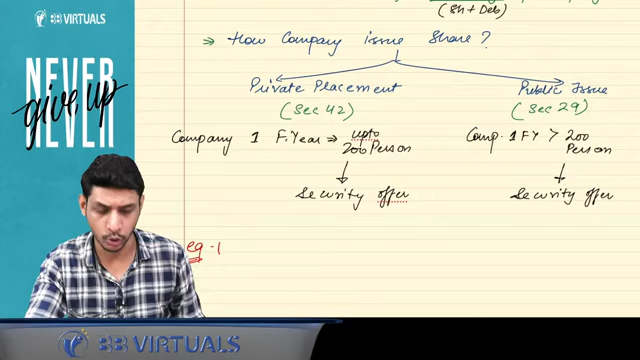 BB VIRTUALS
NEVER
give up
NEVER
(Sh + Deb)
⇒ How Company issue Share?
Private Placement
(Sec 42)
Company 1 F.Year ⇒ upto
200 Person
Security offer
Public Issue
(Sec 29)
Comp. 1 FY > 200
Person
Security offer
eg - 1
BB VIRTUALS